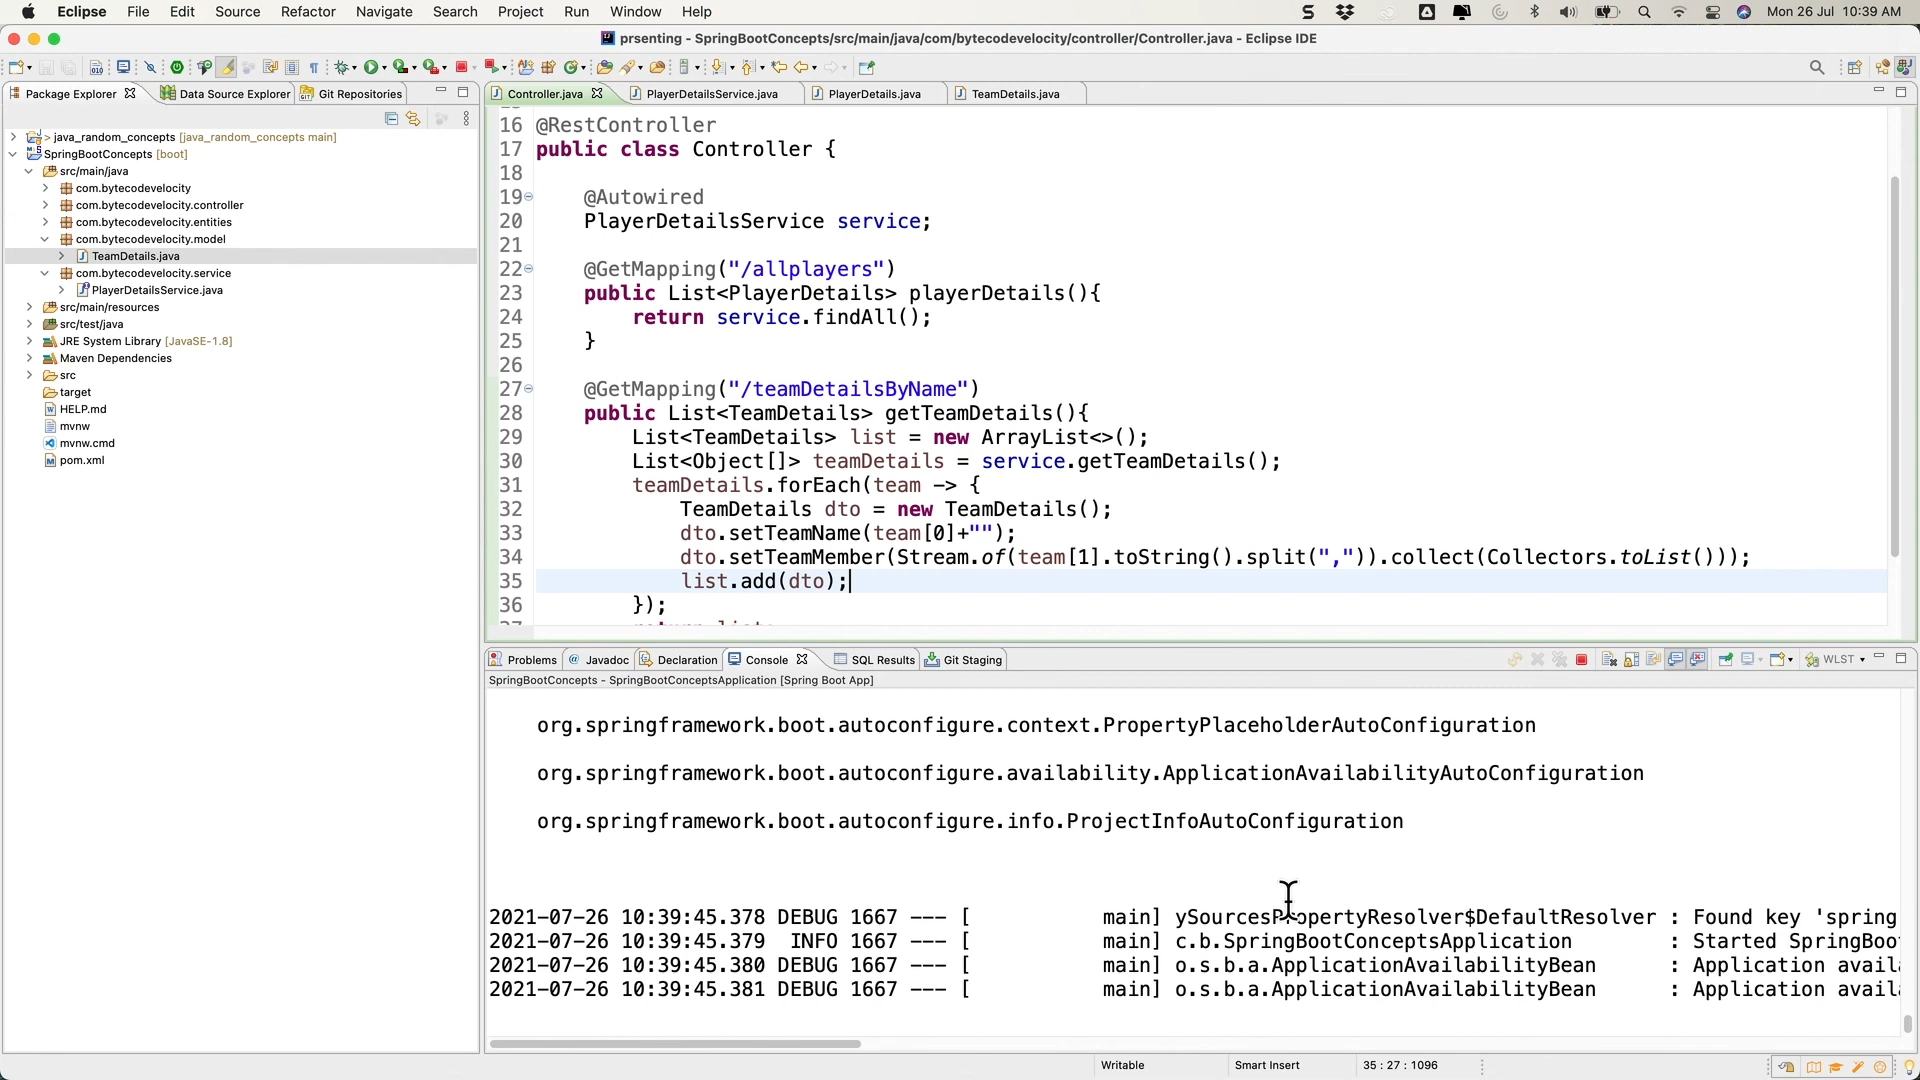 Eclipse File Edit Source Refactor Navigate Search Project Run Window Help Mon 26 Jul 10:39 AM
prsenting - SpringBootConcepts/src/main/java/com/bytecodevelocity/controller/Controller.java - Eclipse IDE
Package Explorer Data Source Explorer Git Repositories
> java_random_concepts [java_random_concepts main]
SpringBootConcepts [boot]
src/main/java
com.bytecodevelocity
com.bytecodevelocity.controller
com.bytecodevelocity.entities
com.bytecodevelocity.model
TeamDetails.java
com.bytecodevelocity.service
PlayerDetailsService.java
src/main/resources
src/test/java
JRE System Library [JavaSE-1.8]
Maven Dependencies
src
target
HELP.md
mvnw
mvnw.cmd
pom.xml
Controller.java PlayerDetailsService.java PlayerDetails.java TeamDetails.java
16 @RestController
17 public class Controller {
18
19 @Autowired
20 PlayerDetailsService service;
21
22 @GetMapping("/allplayers")
23 public List<PlayerDetails> playerDetails(){
24 return service.findAll();
25 }
26
27 @GetMapping("/teamDetailsByName")
28 public List<TeamDetails> getTeamDetails(){
29 List<TeamDetails> list = new ArrayList<>();
30 List<Object[]> teamDetails = service.getTeamDetails();
31 teamDetails.forEach(team -> {
32 TeamDetails dto = new TeamDetails();
33 dto.setTeamName(team[0]+"");
34 dto.setTeamMember(Stream.of(team[1].toString().split(",")).collect(Collectors.toList()));
35 list.add(dto);
36 });
Problems @ Javadoc Declaration Console SQL Results Git Staging WLST
SpringBootConcepts - SpringBootConceptsApplication [Spring Boot App]
org.springframework.boot.autoconfigure.context.PropertyPlaceholderAutoConfiguration
org.springframework.boot.autoconfigure.availability.ApplicationAvailabilityAutoConfiguration
org.springframework.boot.autoconfigure.info.ProjectInfoAutoConfiguration
2021-07-26 10:39:45.378 DEBUG 1667 --- [ main] ySourcesPropertyResolver$DefaultResolver : Found key 'spring
2021-07-26 10:39:45.379 INFO 1667 --- [ main] c.b.SpringBootConceptsApplication : Started SpringBoo
2021-07-26 10:39:45.380 DEBUG 1667 --- [ main] o.s.b.a.ApplicationAvailabilityBean : Application avail
2021-07-26 10:39:45.381 DEBUG 1667 --- [ main] o.s.b.a.ApplicationAvailabilityBean : Application avail
Writable Smart Insert 35 : 27 : 1096